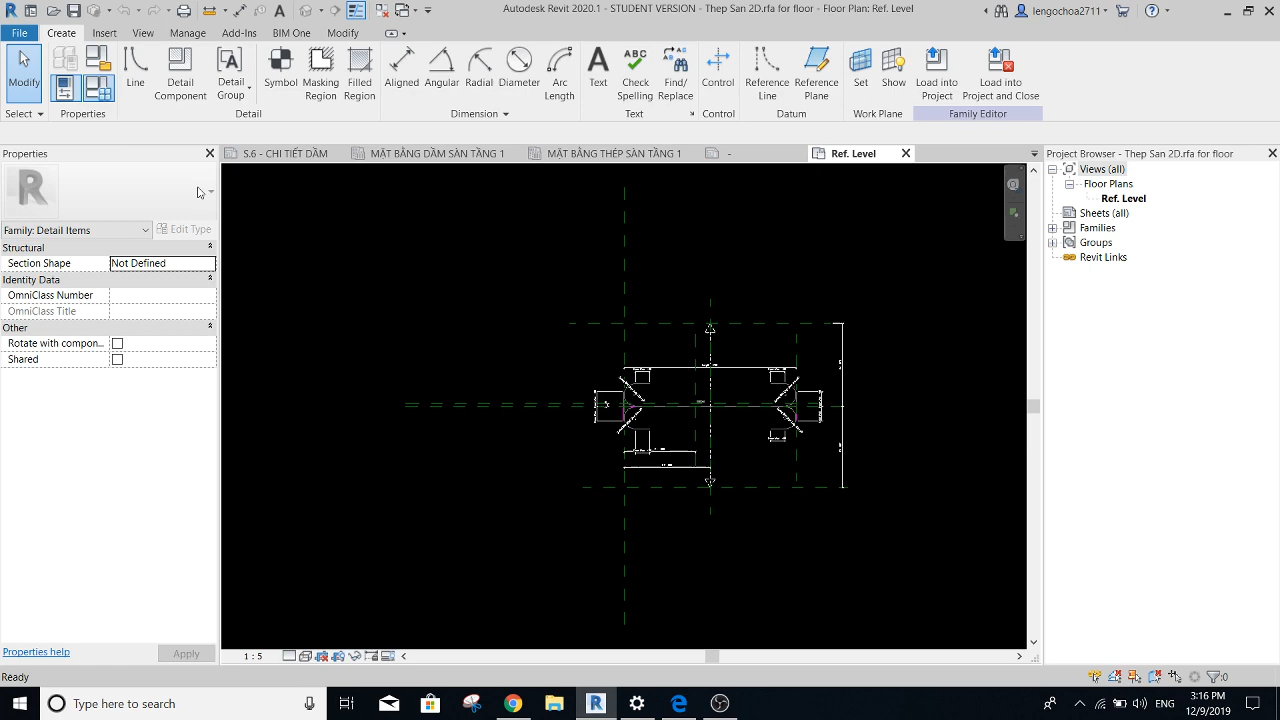 Autodesk Revit 2020.1 - STUDENT VERSION - Thep San 2D.rfa for floor - Floor Plan: Ref. Level
lengochoa2711
File Create Insert View Manage Add-Ins BIM One Modify
Modify
Line
Detail Component
Detail Group
Symbol
Masking Region
Filled Region
Aligned
Angular
Radial
Diameter
Arc Length
Text
Check Spelling
Find/ Replace
Control
Reference Line
Reference Plane
Set
Show
Load into Project
Load into Project and Close
Select Properties Detail Dimension Text Control Datum Work Plane Family Editor
Properties
S.6 - CHI TIẾT DẦM
MẶT BẰNG DẦM SÀN TẦNG 1
MẶT BẰNG THÉP SÀN TẦNG 1
-
Ref. Level
Project Browser - Thep San 2D.rfa for floor
Family: Detail Items
Edit Type
Structural
Section Shape Not Defined
Identity Data
OmniClass Number
OmniClass Title
Other
Rotate with compon...
Shared
Views (all)
Floor Plans
Ref. Level
Sheets (all)
Families
Groups
Revit Links
Properties help
Apply
1 : 5
Ready
:0
Type here to search
ENG
3:16 PM
12/9/2019